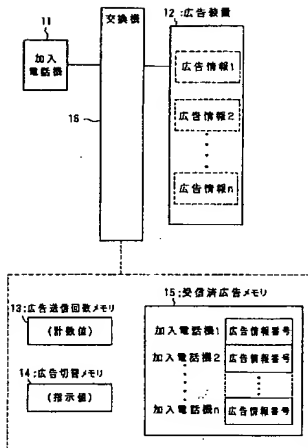 11
加入
電話機
交換機
16
12:広告装置
広告情報1
広告情報2
広告情報n
13:広告送信回数メモリ
(計数値)
14:広告切替メモリ
(指示値)
15:受信済広告メモリ
加入電話機1 広告情報番号
加入電話機2 広告情報番号
加入電話機n 広告情報番号